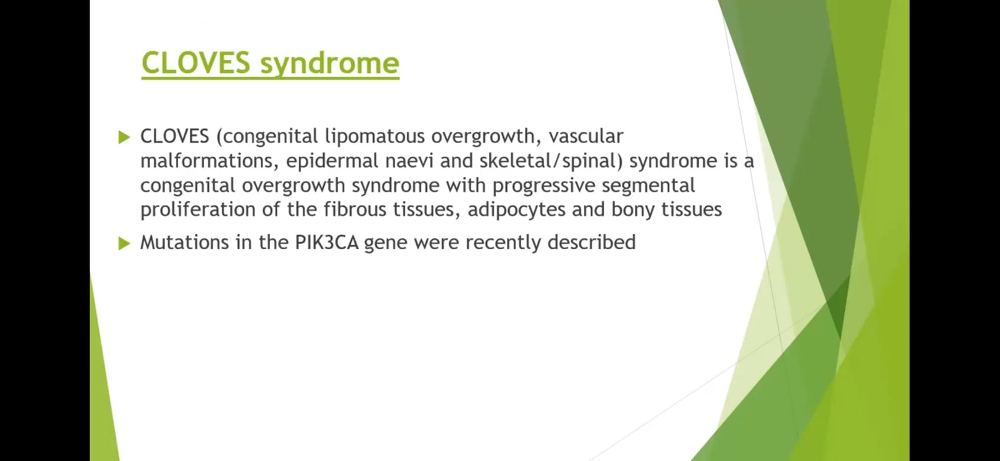 CLOVES syndrome
CLOVES (congenital lipomatous overgrowth, vascular
malformations, epidermal naevi and skeletal/spinal) syndrome is a
congenital overgrowth syndrome with progressive segmental
proliferation of the fibrous tissues, adipocytes and bony tissues
Mutations in the PIK3CA gene were recently described